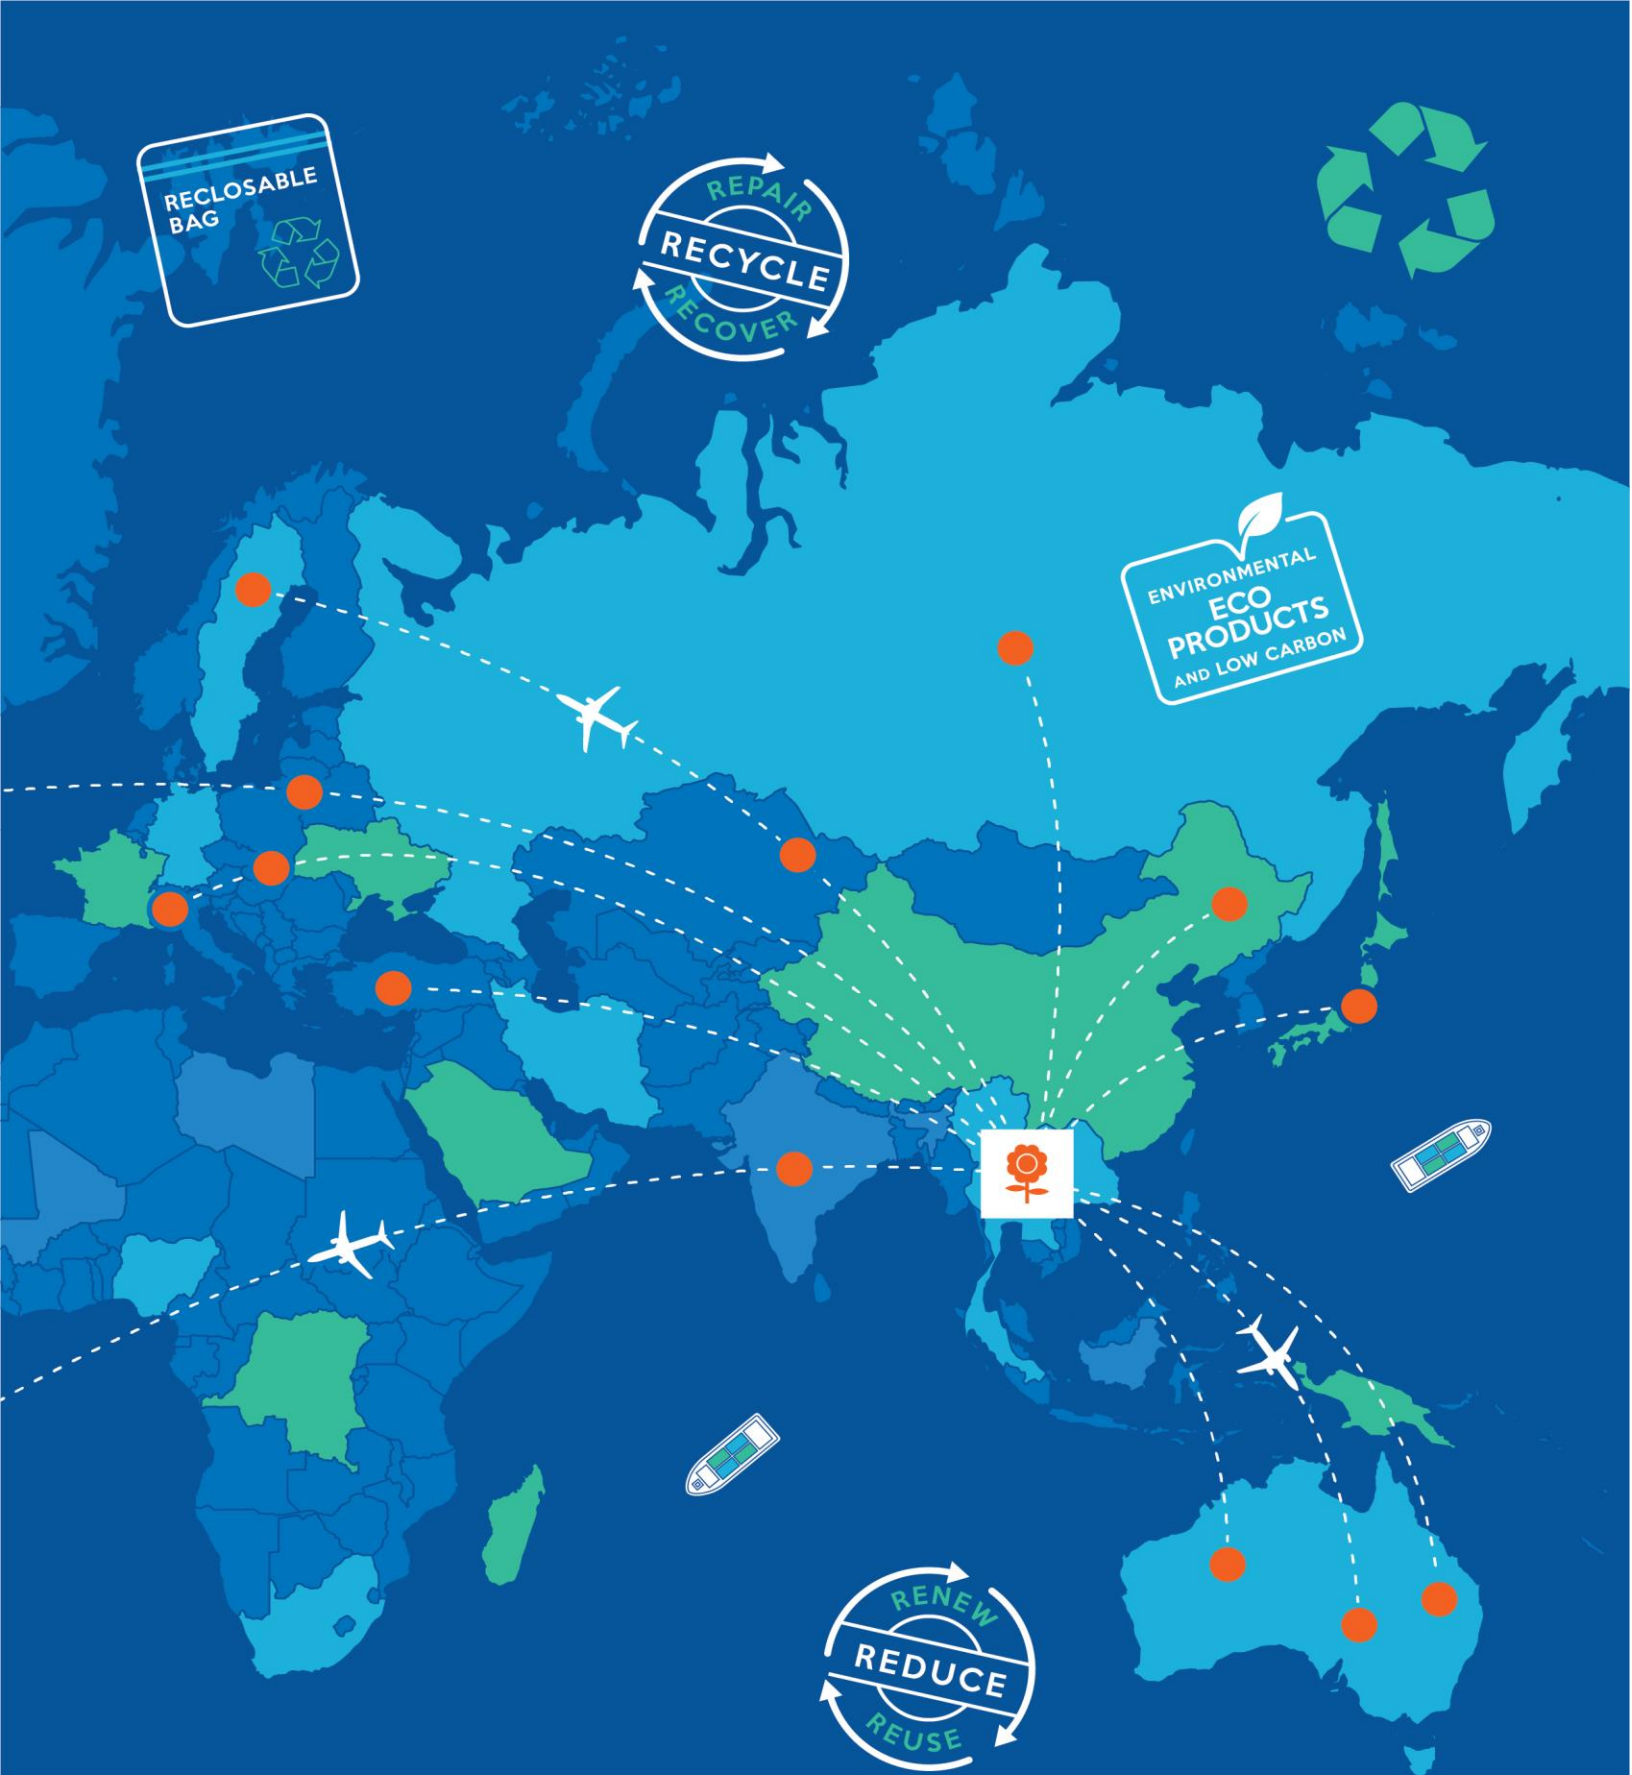 RECLOSABLE
BAG
REPAIR
RECYCLE
RECOVER
ENVIRONMENTAL
ECO
PRODUCTS
AND LOW CARBON
RENEW
REDUCE
REUSE